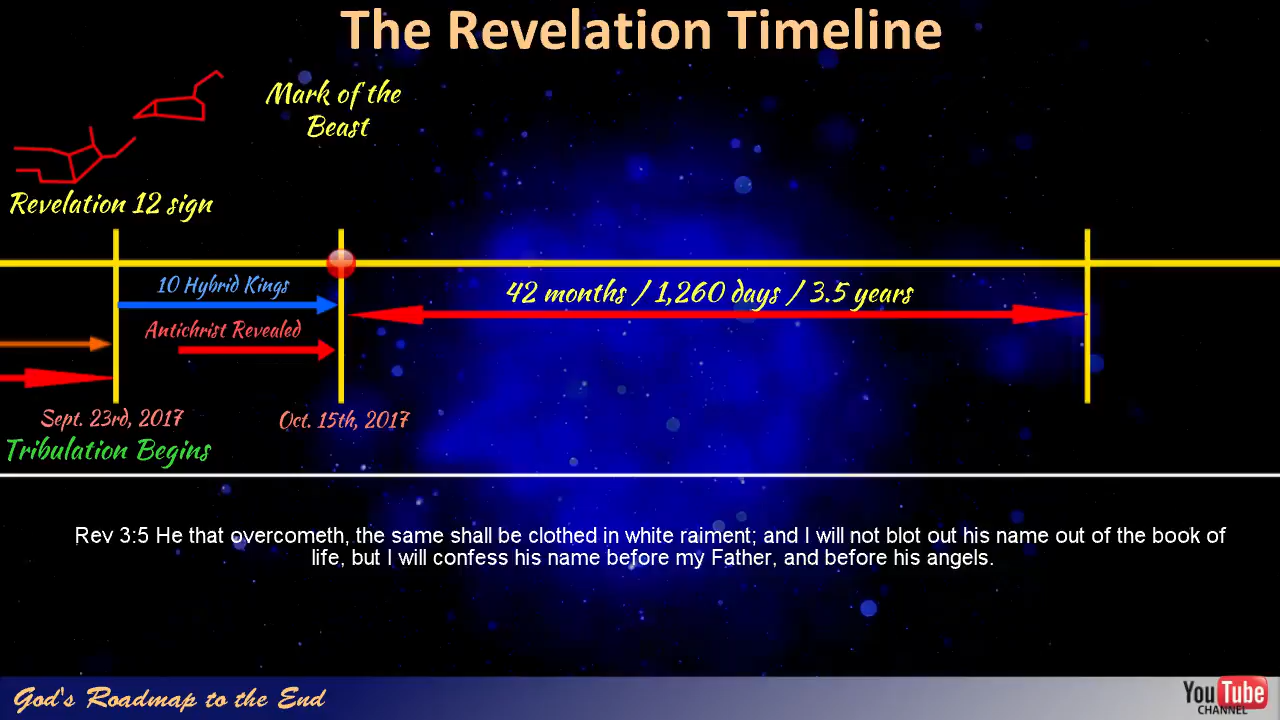 The Revelation Timeline
Mark of the
Beast
Revelation 12 sign
10 Hybrid Kings
42 months / 1,260 days / 3.5 years
Antichrist Revealed
Sept. 23rd, 2017
Oct. 15th, 2017
Tribulation Begins
Rev 3:5 He that overcometh, the same shall be clothed in white raiment; and I will not blot out his name out of the book of
life, but I will confess his name before my Father, and before his angels.
God's Roadmap to the End
YouTube
CHANNEL